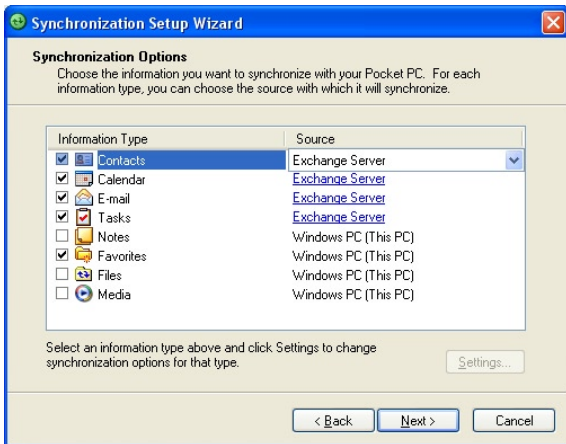 Synchronization Setup Wizard
Synchronization Options
Choose the information you want to synchronize with your Pocket PC. For each
information type, you can choose the source with which it will synchronize.
Information Type Source
Contacts Exchange Server
Calendar Exchange Server
E-mail Exchange Server
Tasks Exchange Server
Notes Windows PC (This PC)
Favorites Windows PC (This PC)
Files Windows PC (This PC)
Media Windows PC (This PC)
Select an information type above and click Settings to change
synchronization options for that type.
Settings...
< Back Next > Cancel